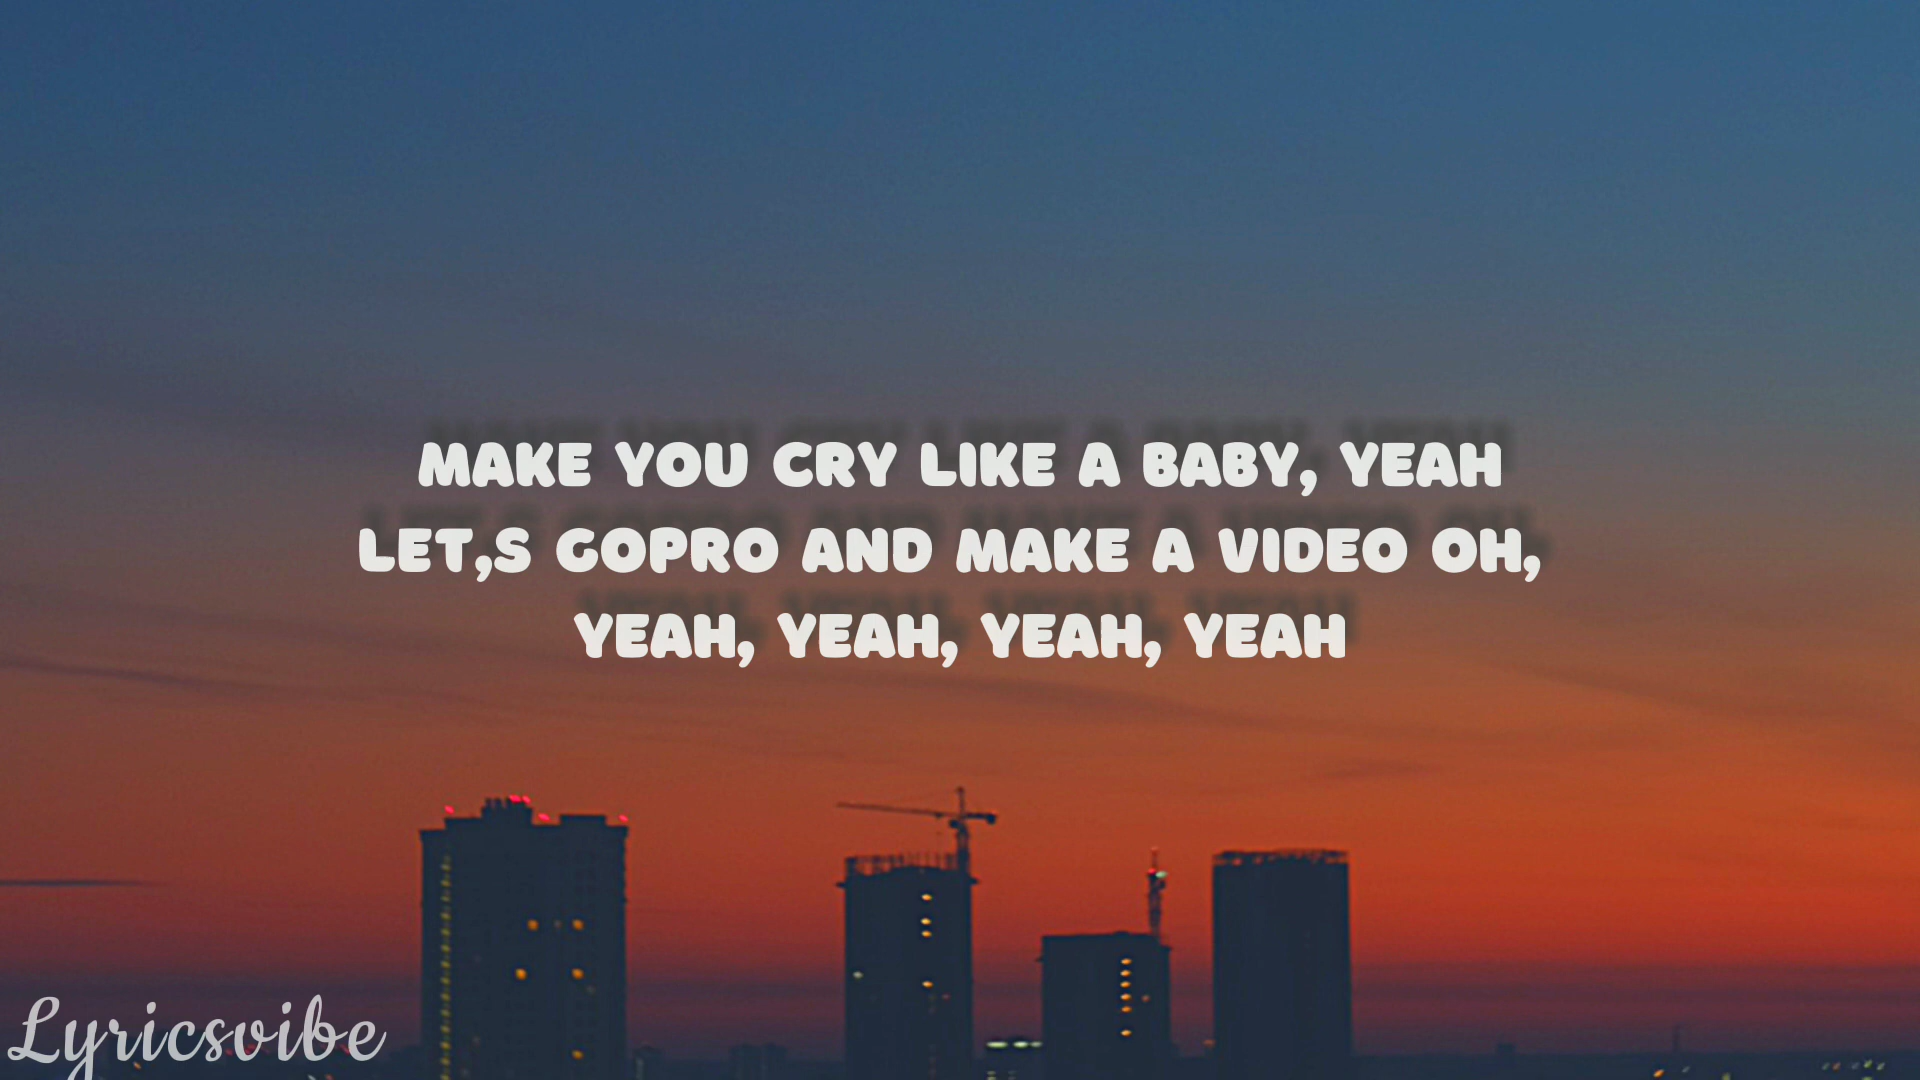 MAKE YOU CRY LIKE A BABY, YEAH
LET,S GOPRO AND MAKE A VIDEO OH,
YEAH, YEAH, YEAH, YEAH
Lyricsvibe